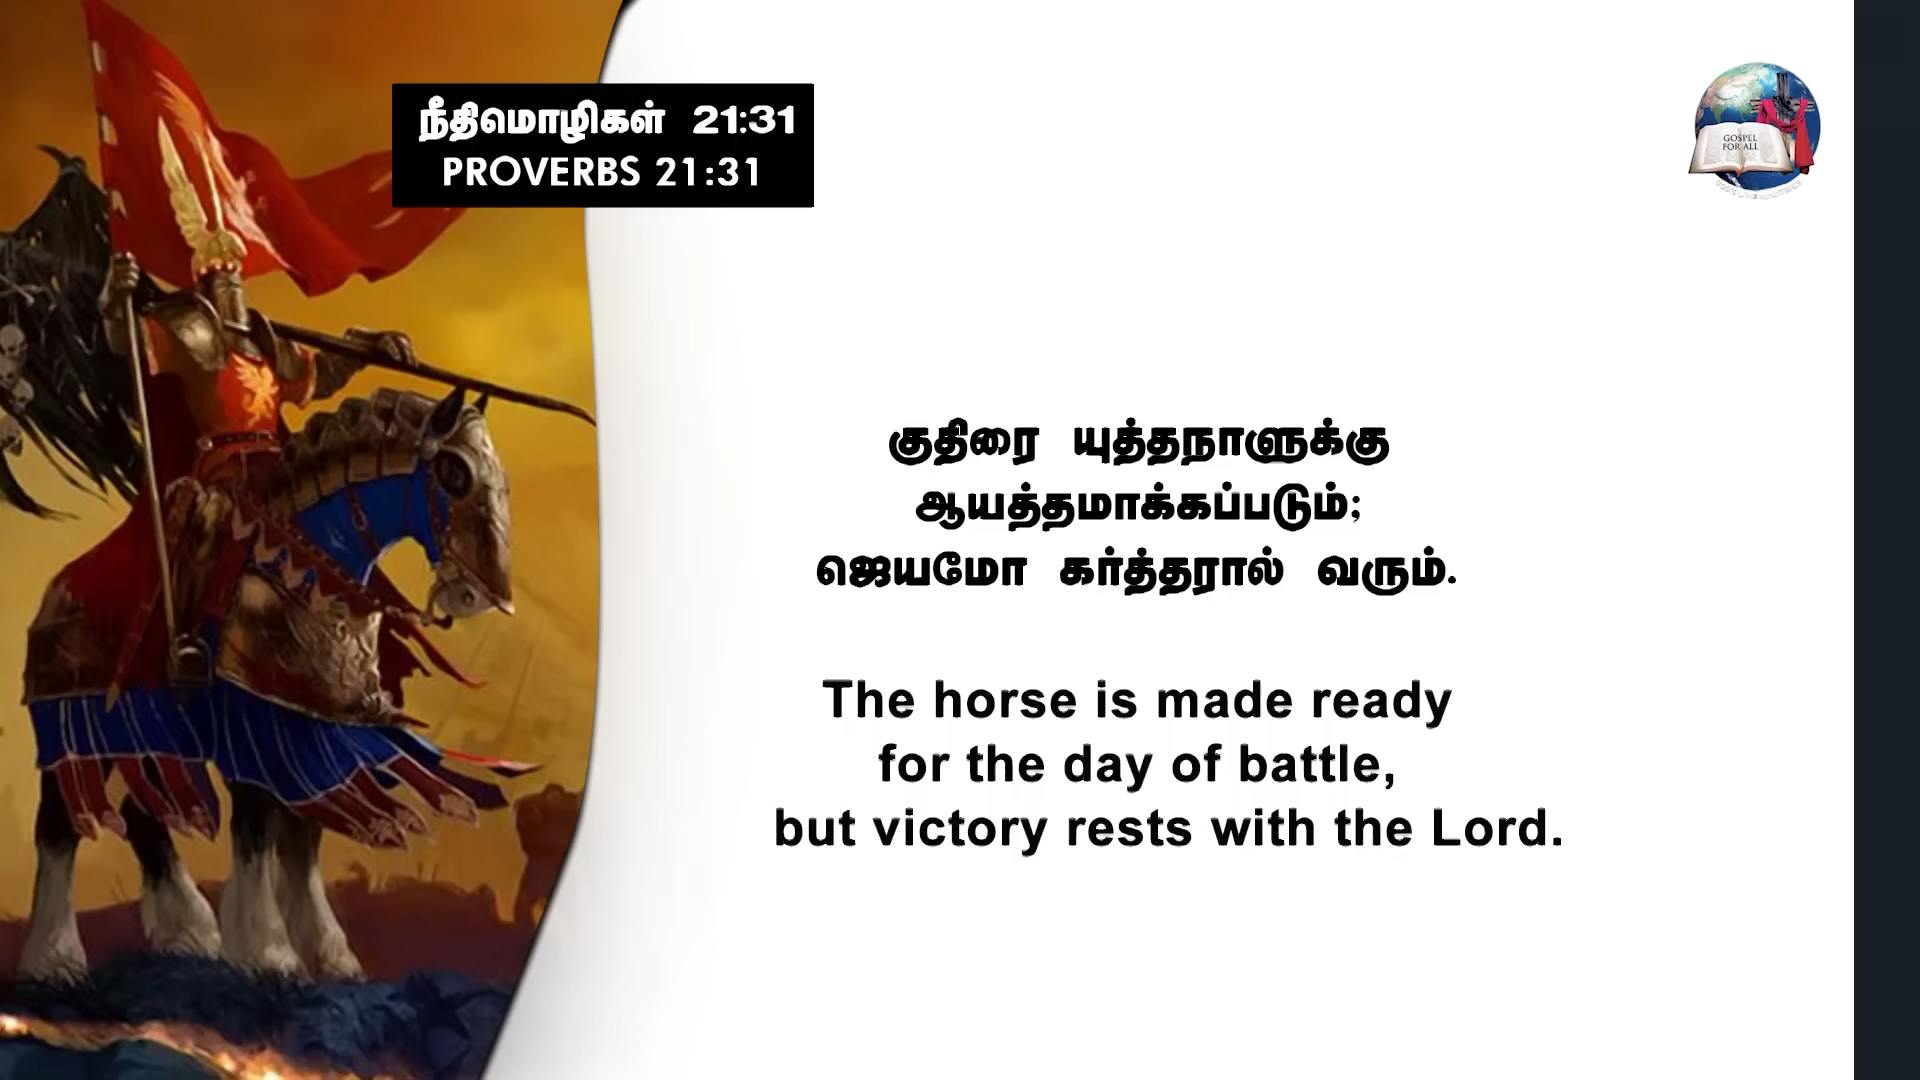 நீதிமொழிகள் 21:31
PROVERBS 21:31
GOSPEL
FOR ALL
குதிரை யுத்தநாளுக்கு
ஆயத்தமாக்கப்படும்;
ஜெயமோ கர்த்தரால் வரும்.
The horse is made ready
for the day of battle,
but victory rests with the Lord.